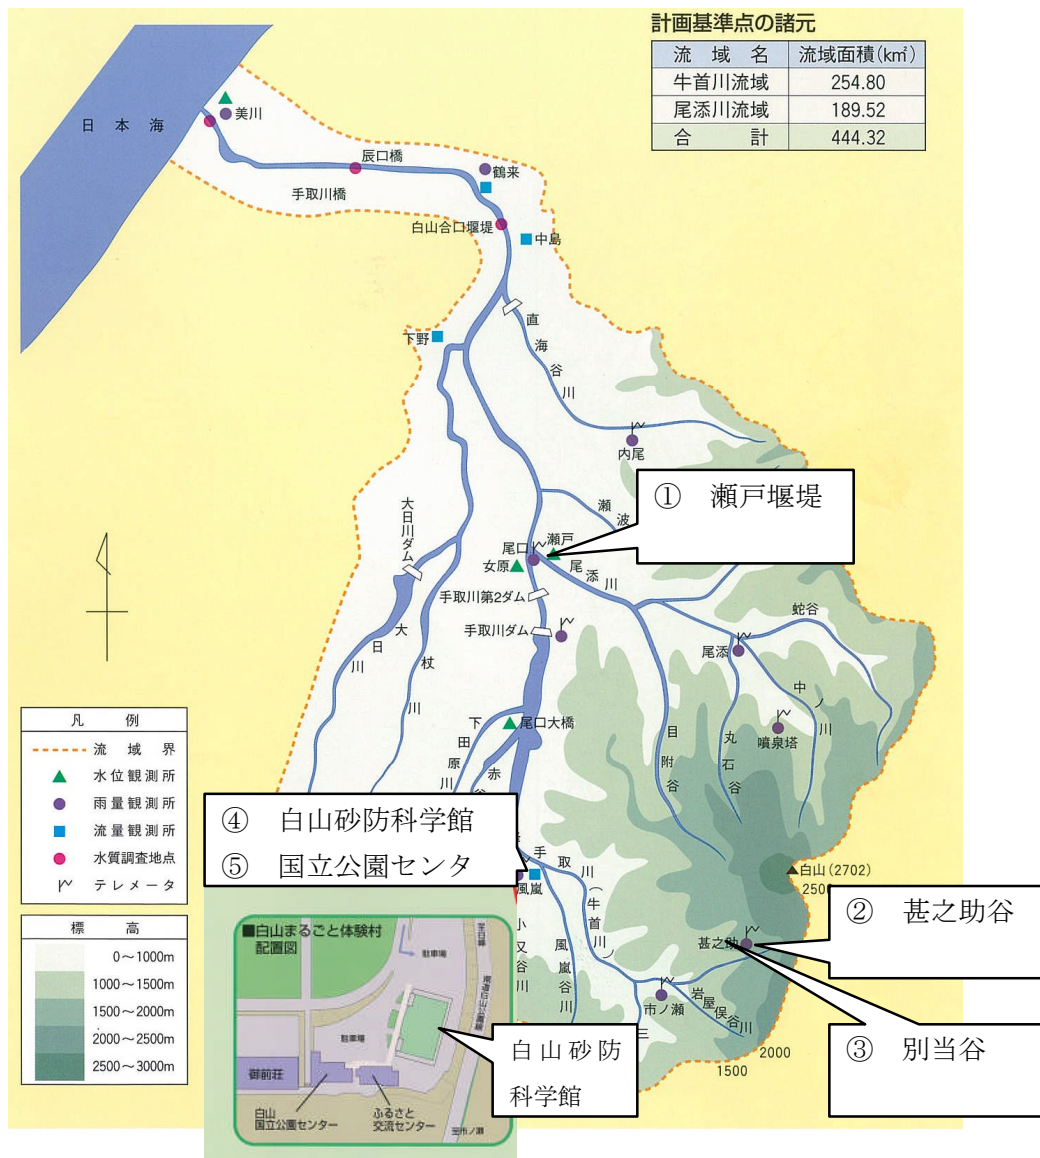 計画基準点の諸元
流域名 流域面積(k㎡)
牛首川流域 254.80
尾添川流域 189.52
合計 444.32
日本海
美川
辰口橋
手取川橋
鶴来
白山合口堰堤
中島
直海谷川
下野
内尾
① 瀬戸堰堤
瀬波
大日川ダム
尾口
瀬戸
女原
尾添川
手取川第2ダム
手取川ダム
蛇谷
尾添
大日川
大杖川
中ノ川
噴泉塔
丸石谷
目附谷
下田原川
尾口大橋
赤
凡例
流域界
水位観測所
雨量観測所
流量観測所
水質調査地点
テレメータ
④ 白山砂防科学館
⑤ 国立公園センタ
手取川(牛首川)
風嵐
白山(2702)
2500
② 甚之助谷
甚之助
小又谷川
風嵐谷川
市ノ瀬
岩屋俣谷川
三
③ 別当谷
2000
1500
標高
0～1000m
1000～1500m
1500～2000m
2000～2500m
2500～3000m
■白山まるごと体験村
配置図
駐車場
駐車場
御前荘
白山
国立公園センター
ふるさと
交流センター
至市ノ瀬
白山砂防
科学館